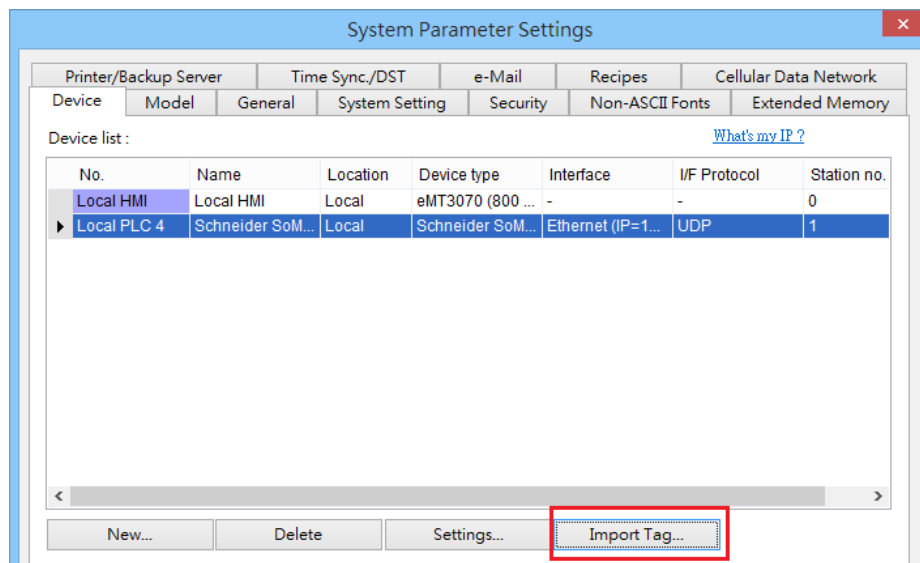 System Parameter Settings
Printer/Backup Server Time Sync./DST e-Mail Recipes Cellular Data Network
Device Model General System Setting Security Non-ASCII Fonts Extended Memory
Device list : What's my IP ?
No. Name Location Device type Interface I/F Protocol Station no.
Local HMI Local HMI Local eMT3070 (800 ... - - 0
Local PLC 4 Schneider SoM... Local Schneider SoM... Ethernet (IP=1... UDP 1
New... Delete Settings... Import Tag...